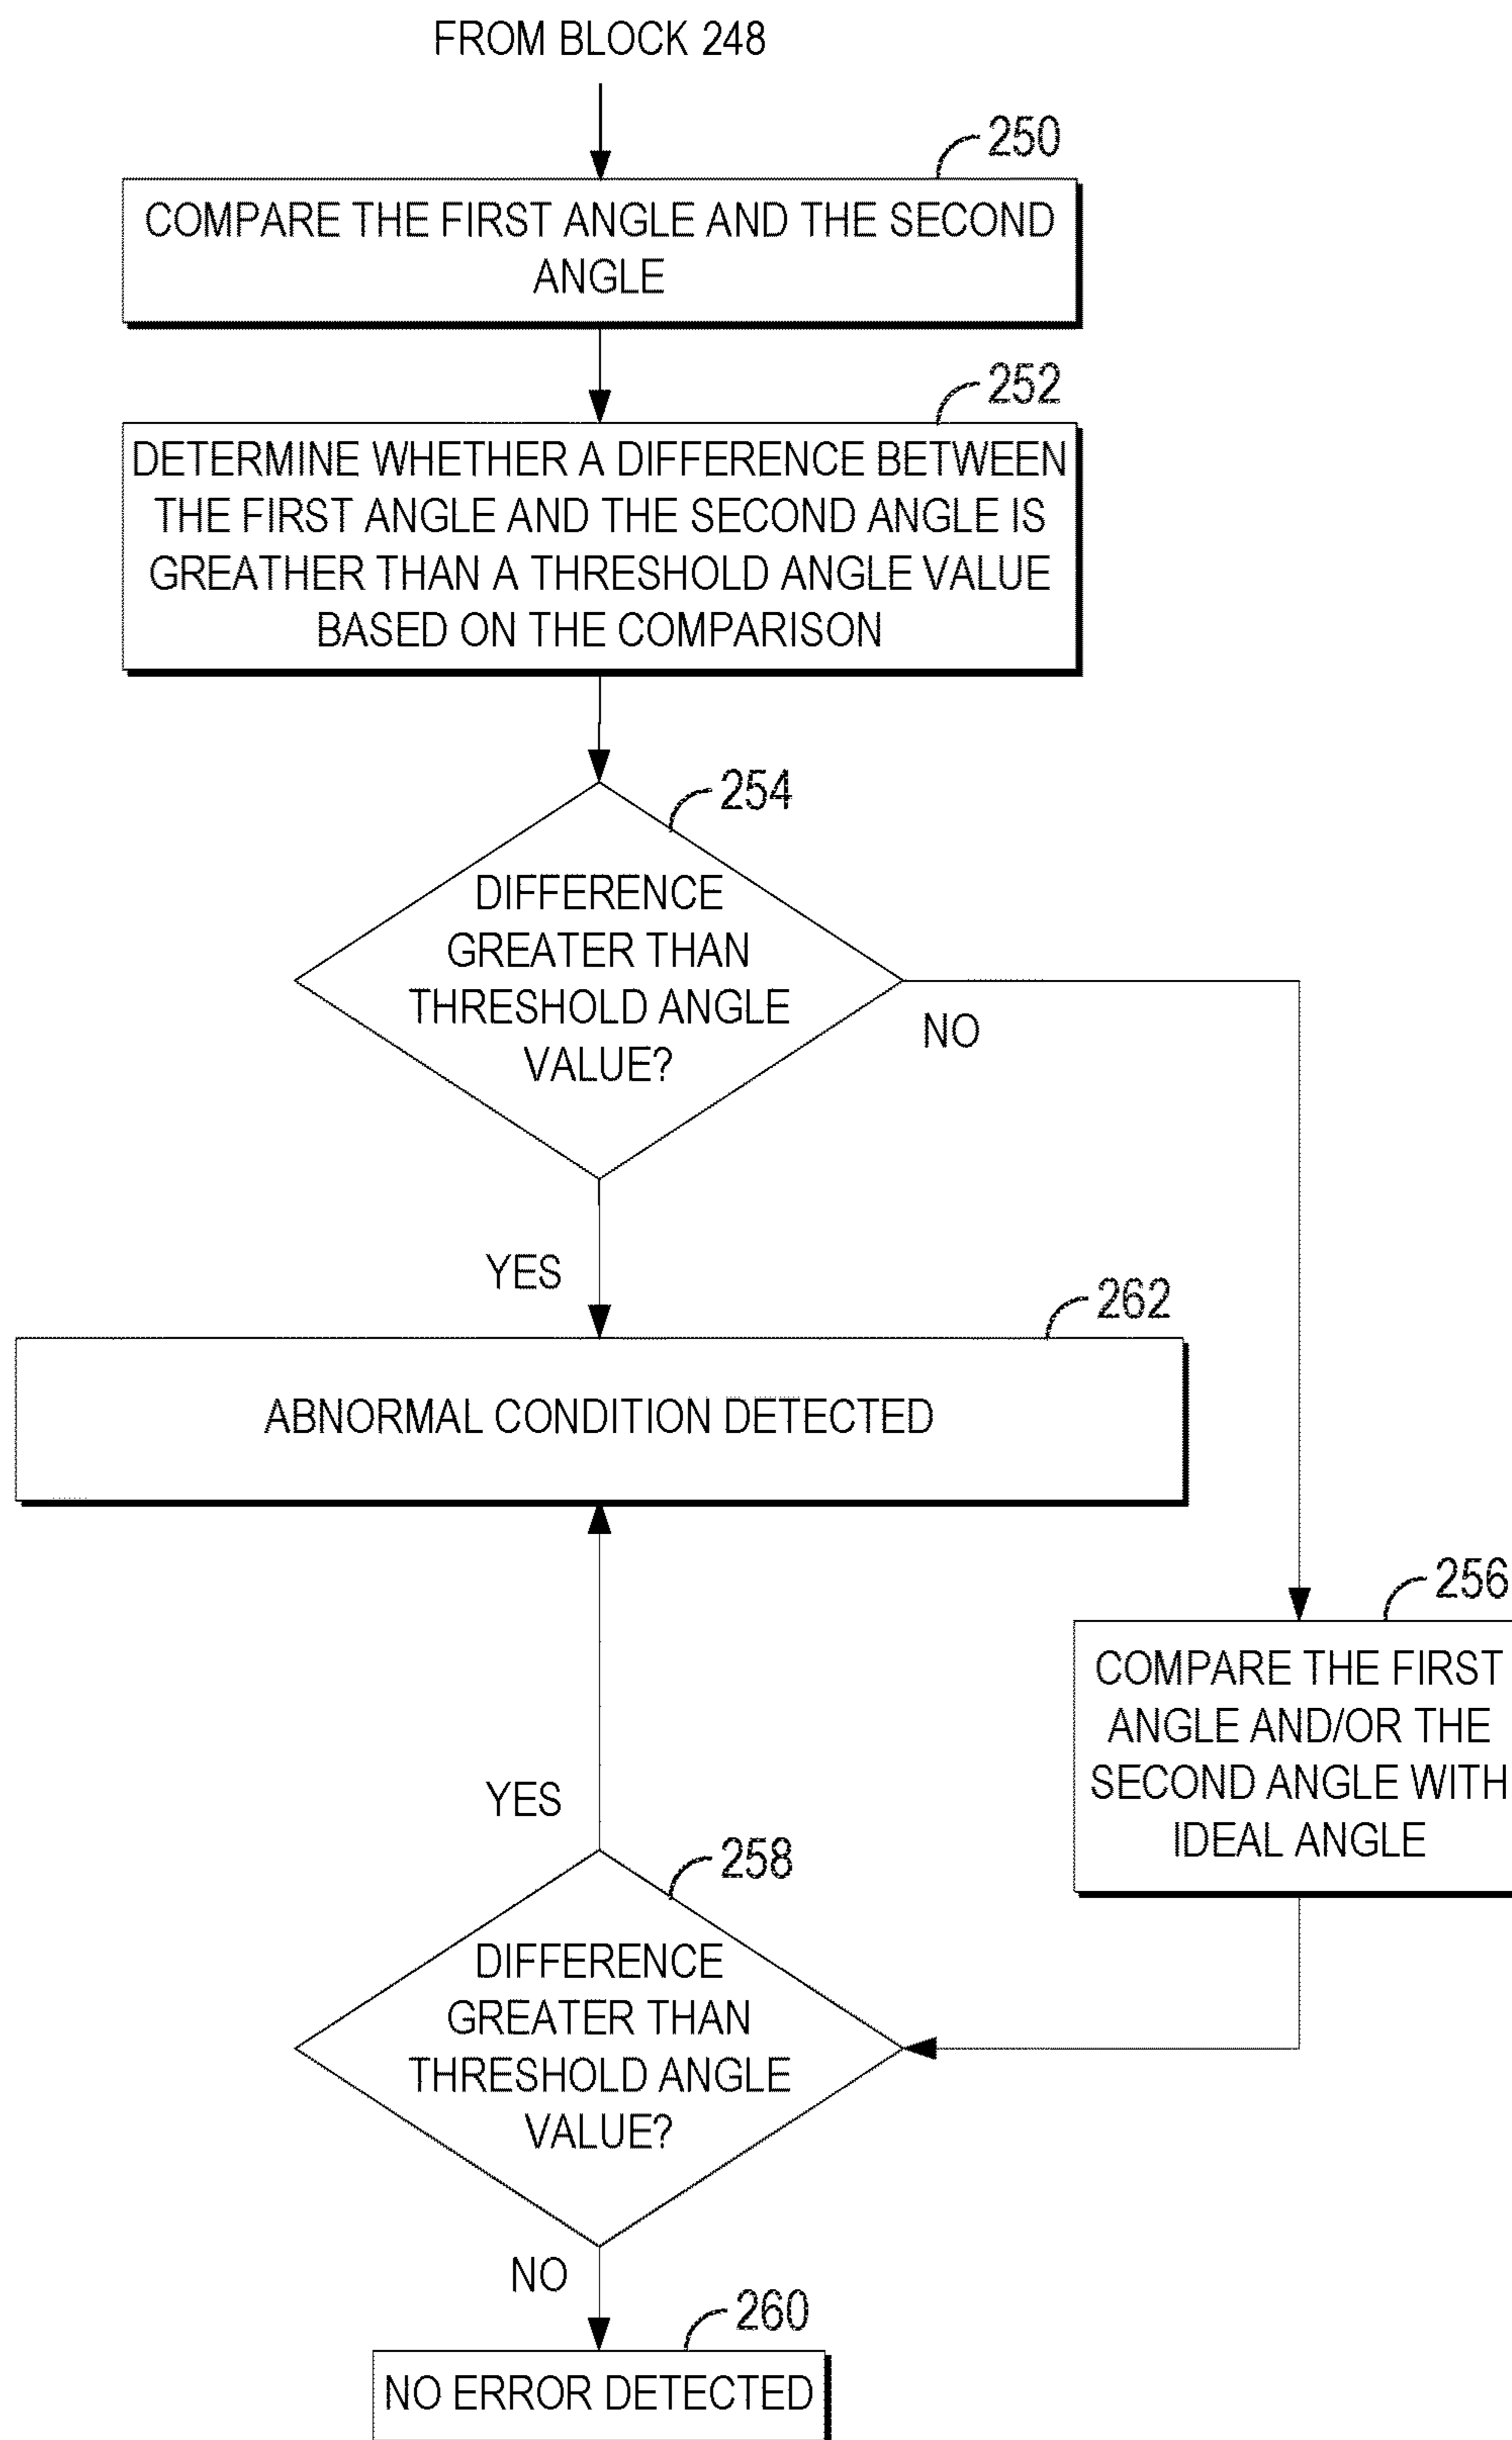 FROM BLOCK 248
250
COMPARE THE FIRST ANGLE AND THE SECOND
ANGLE
252
DETERMINE WHETHER A DIFFERENCE BETWEEN
THE FIRST ANGLE AND THE SECOND ANGLE IS
GREATHER THAN A THRESHOLD ANGLE VALUE
BASED ON THE COMPARISON
254
DIFFERENCE
GREATER THAN
THRESHOLD ANGLE
VALUE?
NO
YES
262
ABNORMAL CONDITION DETECTED
256
COMPARE THE FIRST
ANGLE AND/OR THE
SECOND ANGLE WITH
IDEAL ANGLE
YES
258
DIFFERENCE
GREATER THAN
THRESHOLD ANGLE
VALUE?
NO
260
NO ERROR DETECTED